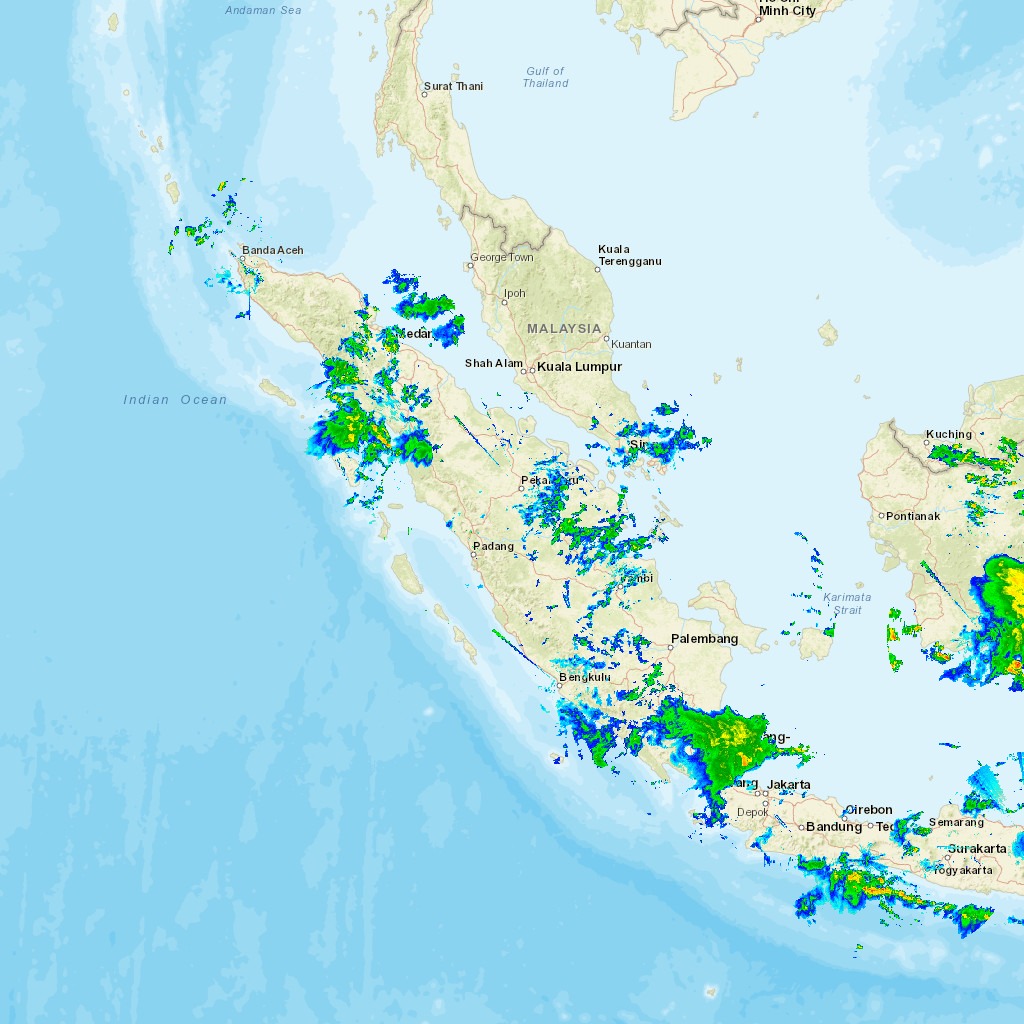 Andaman Sea
Minh City
Gulf of
Thailand
Surat Thani
Banda Aceh
George Town
Kuala
Terengganu
Ipoh
MALAYSIA
Kuantan
Shah Alam
Kuala Lumpur
Indian Ocean
Kuching
Pontianak
Padang
Karimata
Strait
Palembang
Bengkulu
Jakarta
Depok
Cirebon
Bandung
Semarang
Surakarta
Yogyakarta